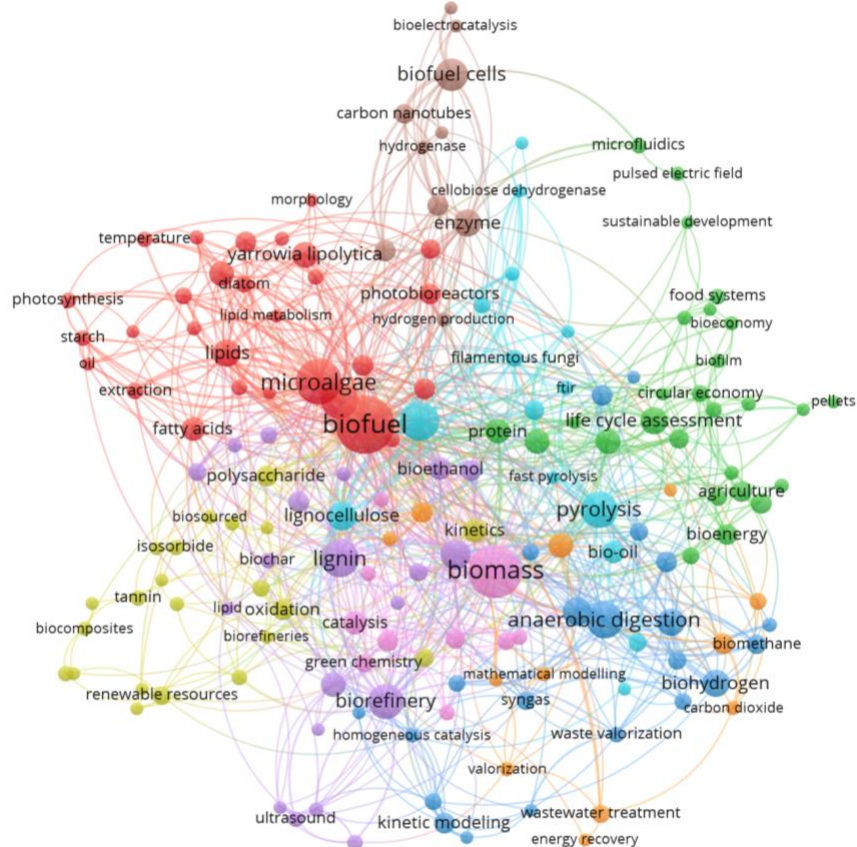 bioelectrocatalysis
biofuel cells
carbon nanotubes
hydrogenase
microfluidics
pulsed electric field
cellobiose dehydrogenase
morphology
sustainable development
enzyme
temperature
yarrowia lipolytica
diatom
photosynthesis
photobioreactors
food systems
lipid metabolism
hydrogen production
bioeconomy
starch
lipids
filamentous fungi
oil
biofilm
microalgae
extraction
ftir
circular economy
pellets
biofuel
fatty acids
protein
life cycle assessment
polysaccharide
bioethanol
fast pyrolysis
agriculture
biosourced
lignocellulose
pyrolysis
isosorbide
kinetics
bioenergy
biochar
lignin
bio-oil
biomass
tannin
lipid
oxidation
biocomposites
biorefineries
catalysis
anaerobic digestion
biomethane
green chemistry
mathematical modelling
biohydrogen
renewable resources
biorefinery
syngas
carbon dioxide
homogeneous catalysis
waste valorization
valorization
ultrasound
kinetic modeling
wastewater treatment
energy recovery